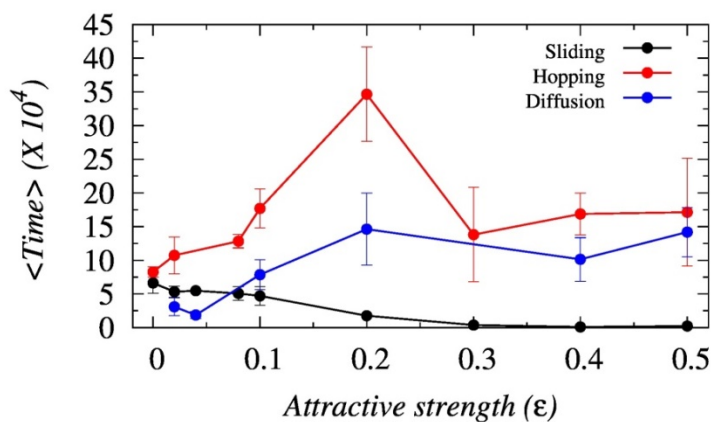 45
40
35
30
25
20
15
10
5
0
<Time> (X 10⁴)
Sliding
Hopping
Diffusion
0 0.1 0.2 0.3 0.4 0.5
Attractive strength (ε)